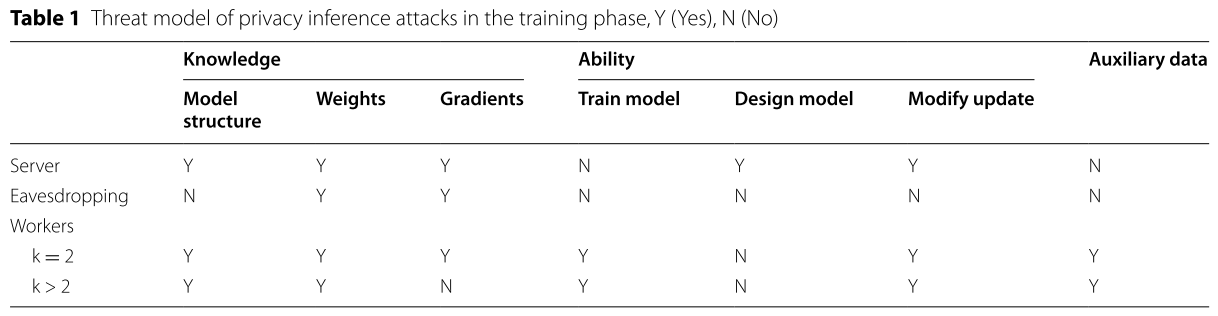 Table 1 Threat model of privacy inference attacks in the training phase, Y (Yes), N (No)
Knowledge Ability Auxiliary data
Model structure Weights Gradients Train model Design model Modify update
Server Y Y Y N Y Y N
Eavesdropping N Y Y N N N N
Workers
k = 2 Y Y Y Y N Y Y
k > 2 Y Y N Y N Y Y